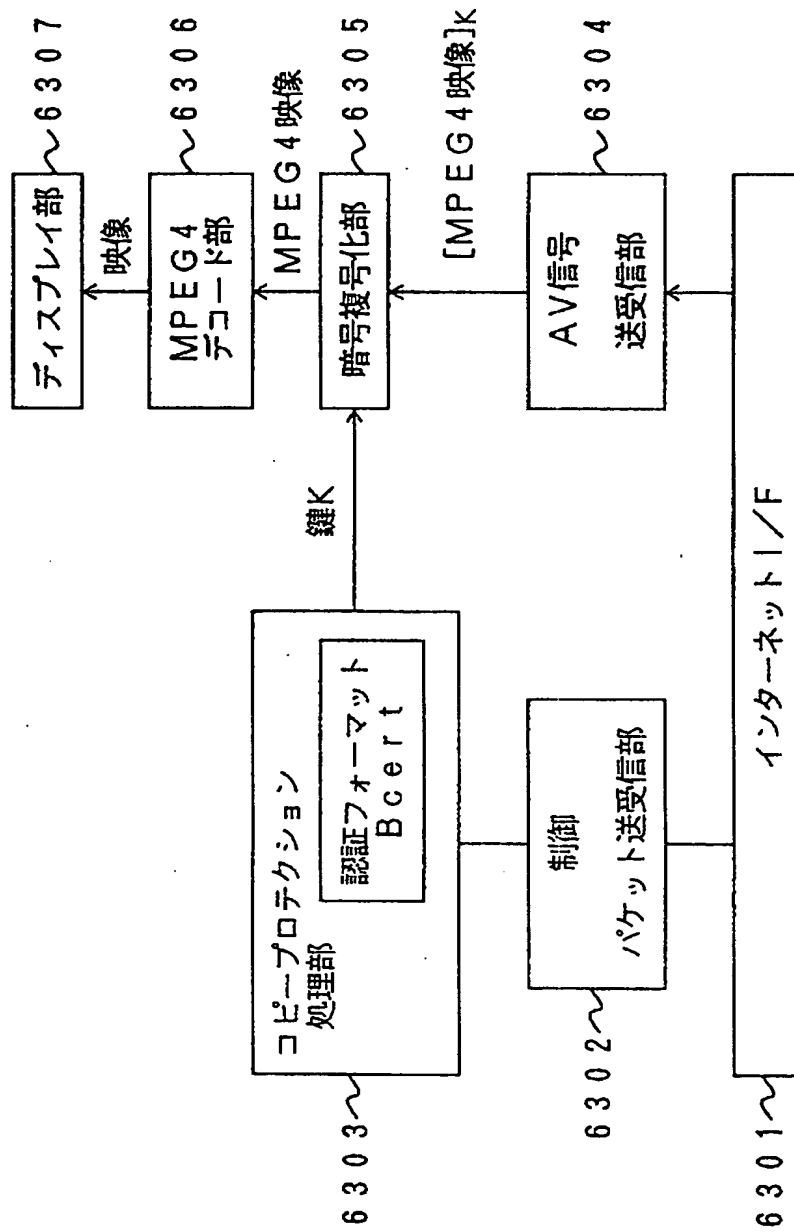 ディスプレイ部
6307
映像
MPEG4
デコード部
6306
MPEG4映像
暗号複号化部
6305
[MPEG4映像]K
鍵K
コピープロテクション
処理部
認証フォーマット
Bcert
6303
AV信号
送受信部
6304
制御
パケット送受信部
6302
インターネットI/F
6301